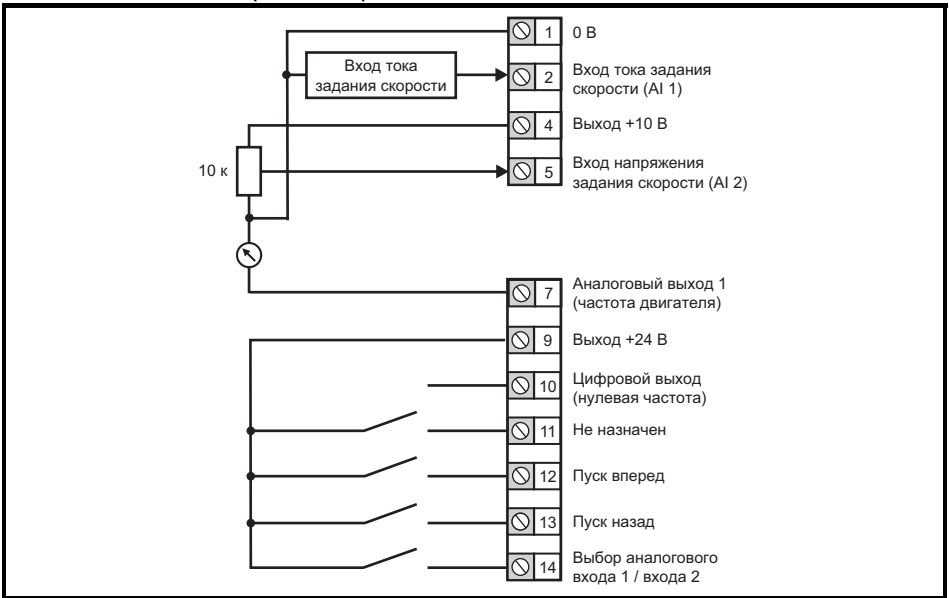 1
0 В
Вход тока
задания скорости
2
Вход тока задания
скорости (AI 1)
4
Выход +10 В
10 к
5
Вход напряжения
задания скорости (AI 2)
7
Аналоговый выход 1
(частота двигателя)
9
Выход +24 В
10
Цифровой выход
(нулевая частота)
11
Не назначен
12
Пуск вперед
13
Пуск назад
14
Выбор аналогового
входа 1 / входа 2